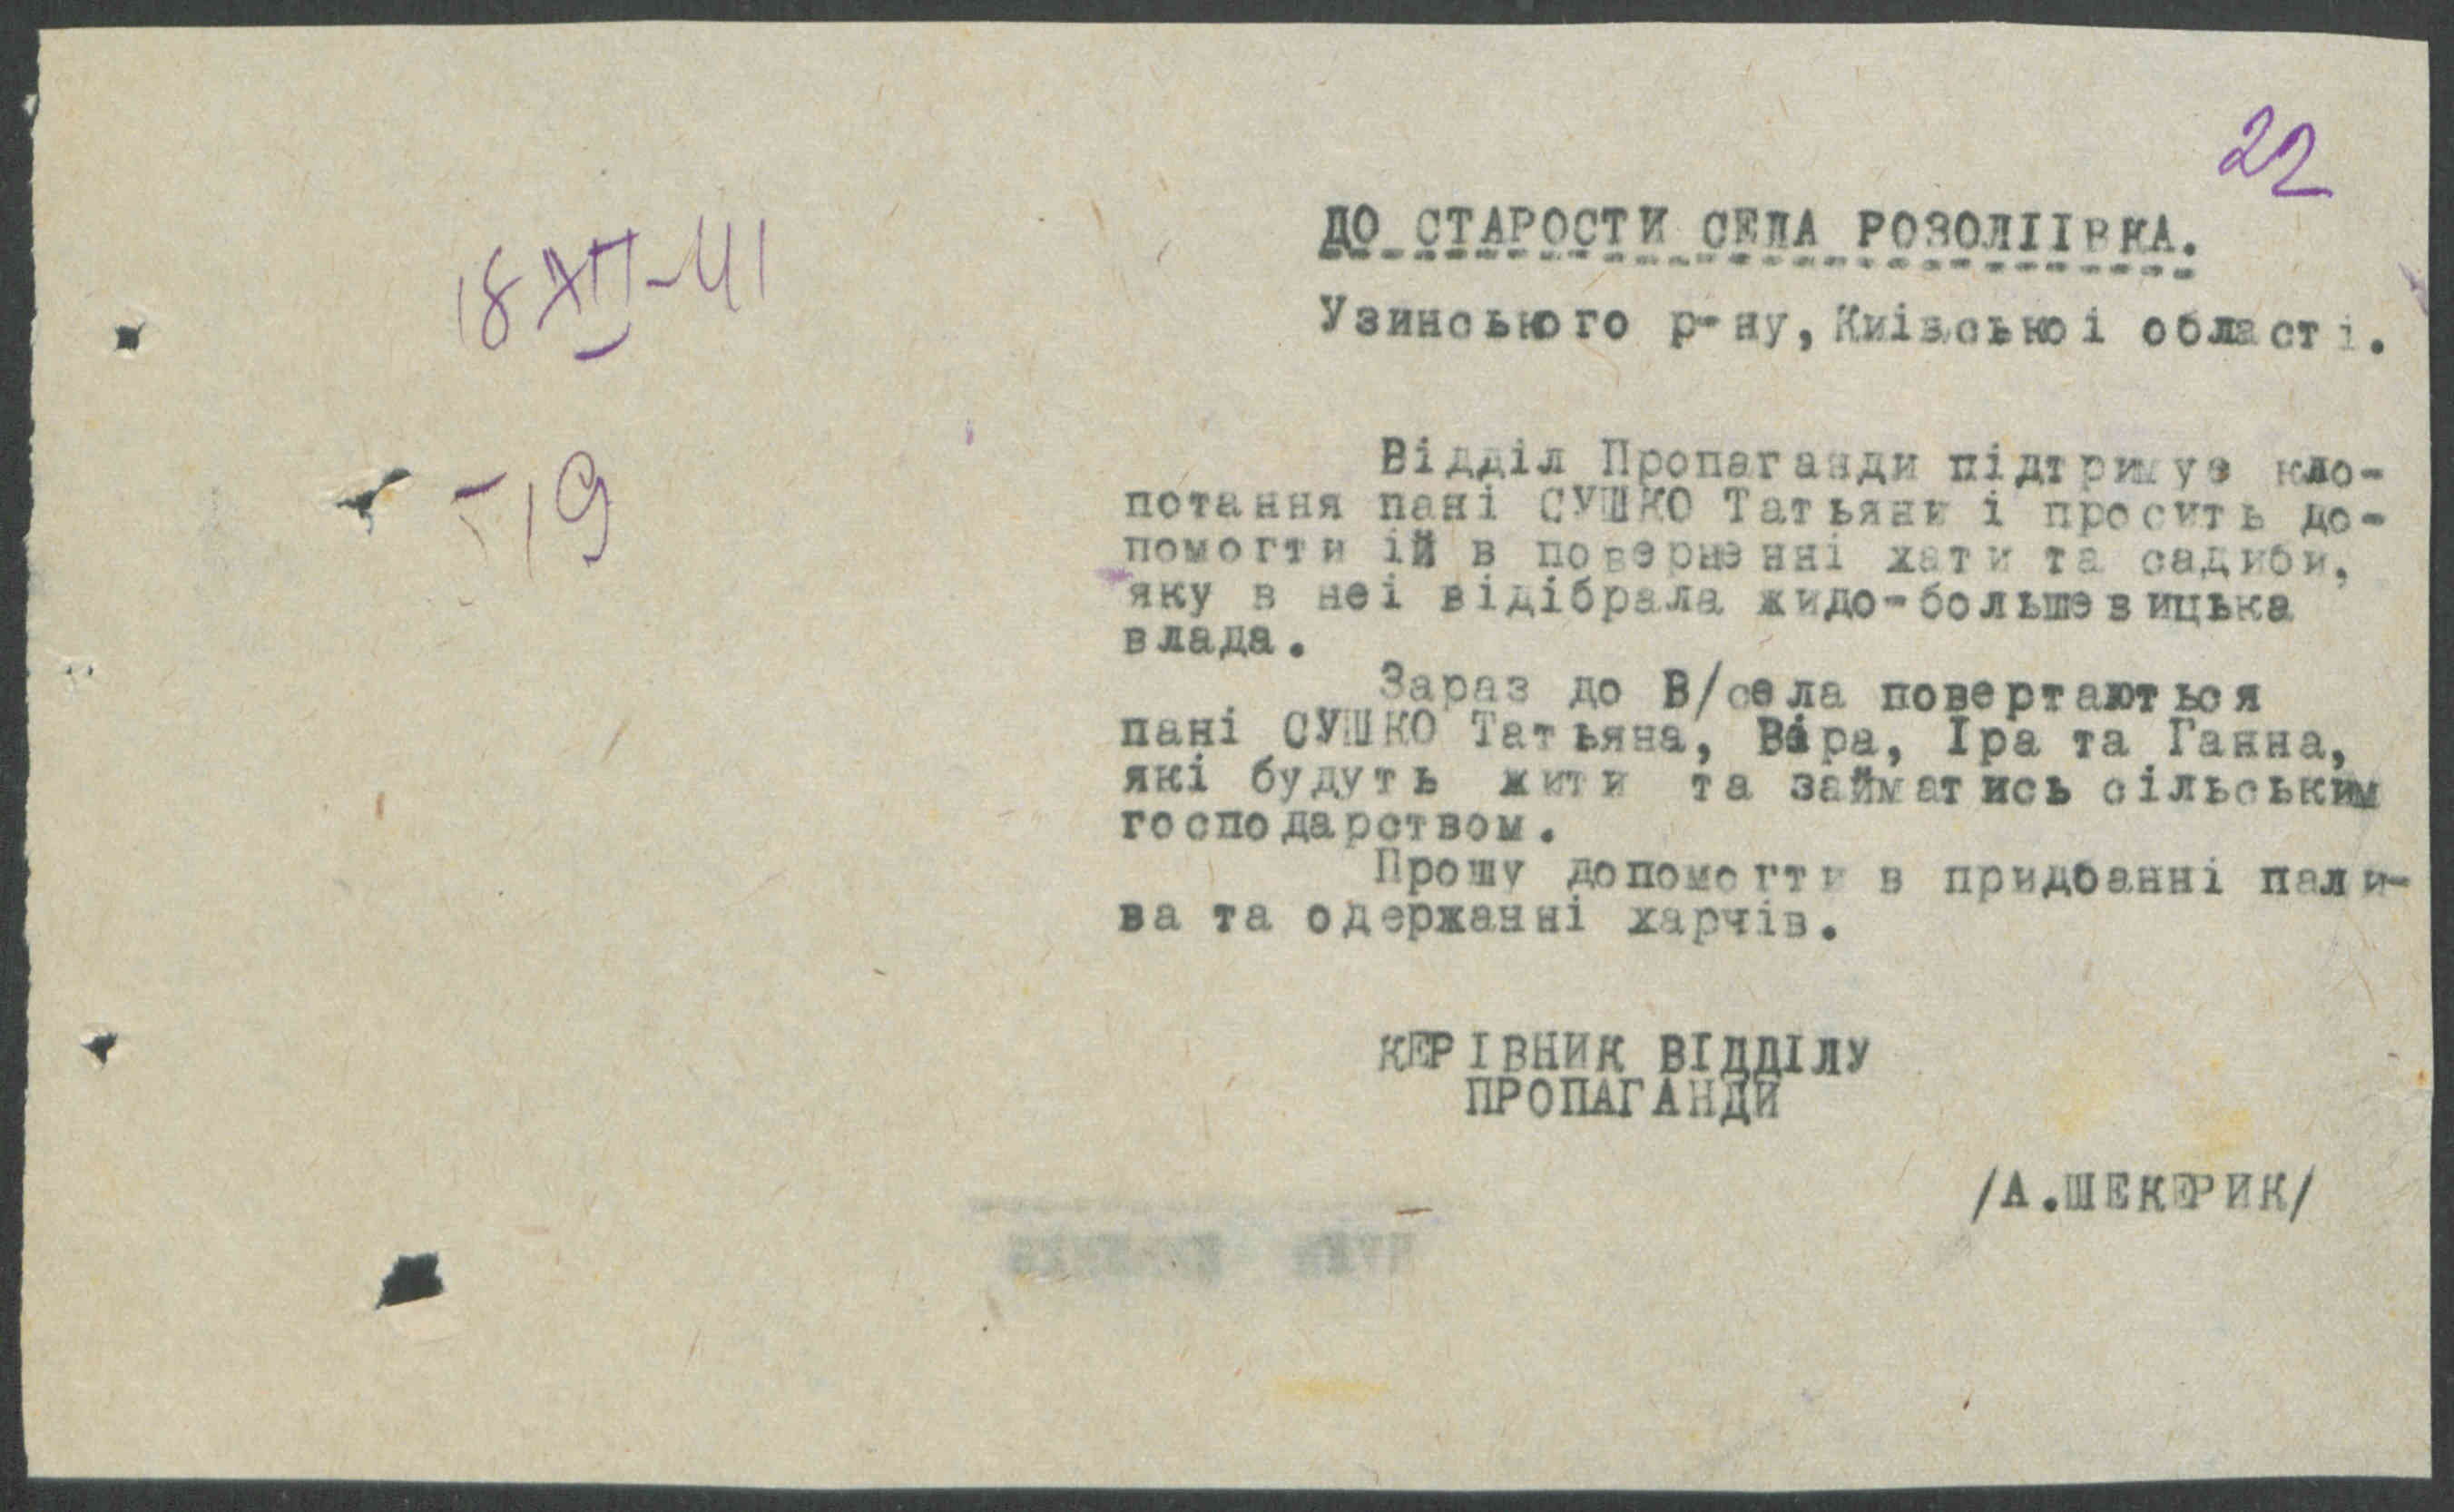 22
18 XII-41
19
ДО СТАРОСТИ СЕЛА РОЗОЛІІВКА.
Узинського р-ну, Киівськоі області.
Відділ Пропаганди підтримує кло-
потання пані СУШКО Татьяни і просить до-
помогти ій в поверненні хати та садиби,
яку в неі відібрала жидо-большевицька
влада.
Зараз до В/села повертаються
пані СУШКО Татьяна, Віра, Іра та Ганна,
які будуть жити та займатись сільським
господарством.
Прошу допомогти в придбанні пали-
ва та одержанні харчів.
КЕРІВНИК ВІДДІЛУ
ПРОПАГАНДИ
/А.ШЕКЕРИК/